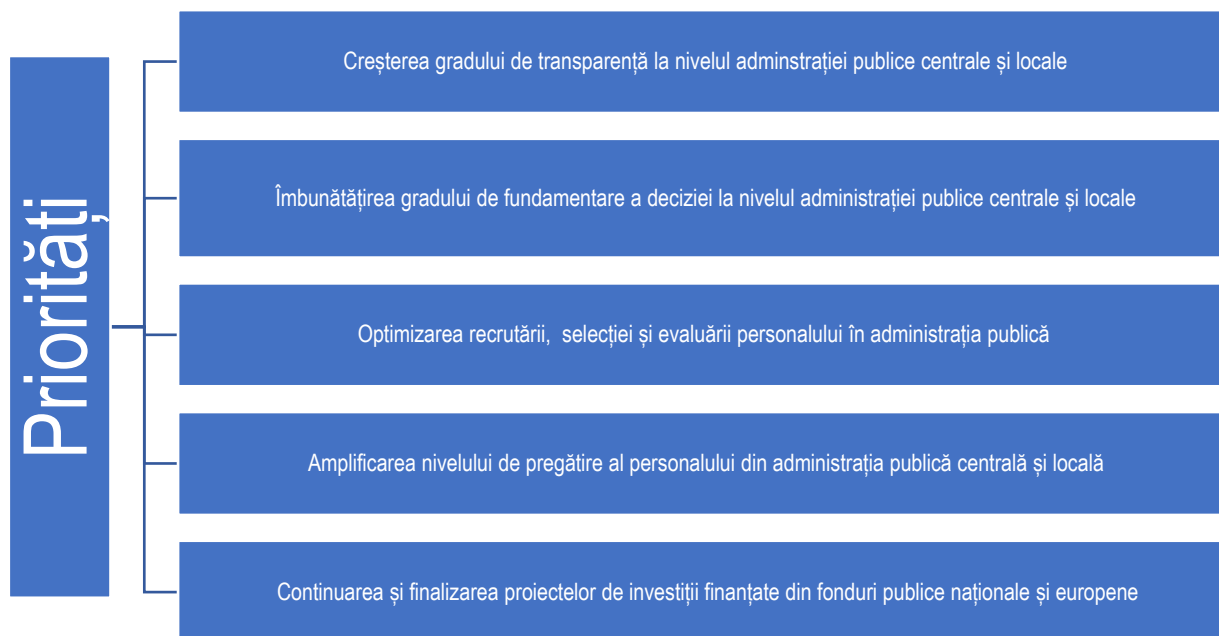 Priorități
Creșterea gradului de transparență la nivelul adminstrației publice centrale și locale
Îmbunătățirea gradului de fundamentare a deciziei la nivelul administrației publice centrale și locale
Optimizarea recrutării, selecției și evaluării personalului în administrația publică
Amplificarea nivelului de pregătire al personalului din administrația publică centrală și locală
Continuarea și finalizarea proiectelor de investiții finanțate din fonduri publice naționale și europene